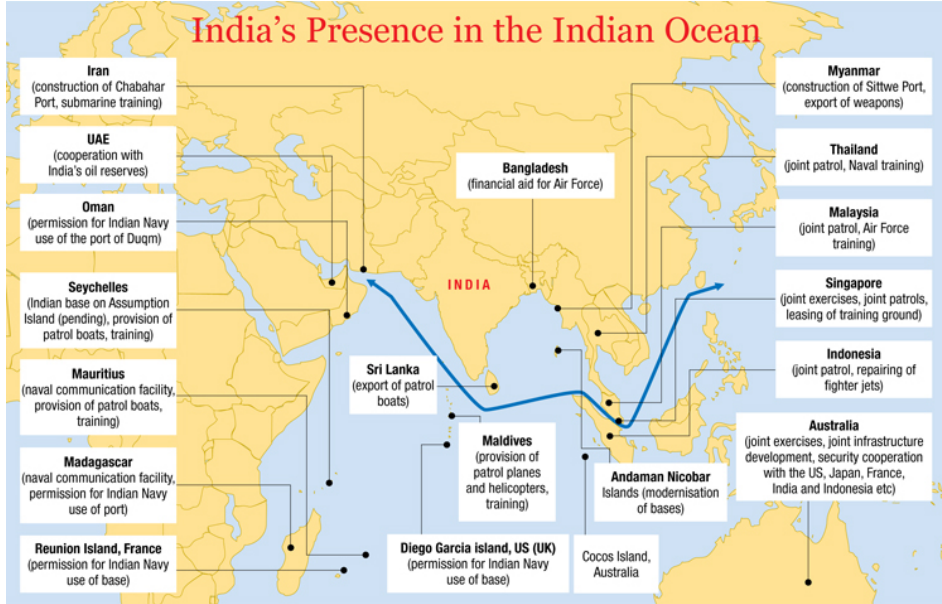 India's Presence in the Indian Ocean
Iran
(construction of Chabahar
Port, submarine training)
UAE
(cooperation with
India's oil reserves)
Oman
(permission for Indian Navy
use of the port of Duqm)
Seychelles
(Indian base on Assumption
Island (pending), provision of
patrol boats, training)
Mauritius
(naval communication facility,
provision of patrol boats,
training)
Madagascar
(naval communication facility,
permission for Indian Navy
use of port)
Reunion Island, France
(permission for Indian Navy
use of base)
Bangladesh
(financial aid for Air Force)
INDIA
Sri Lanka
(export of patrol
boats)
Maldives
(provision of
patrol planes
and helicopters,
training)
Diego Garcia island, US (UK)
(permission for Indian Navy
use of base)
Cocos Island,
Australia
Andaman Nicobar
Islands (modernisation
of bases)
Myanmar
(construction of Sittwe Port,
export of weapons)
Thailand
(joint patrol, Naval training)
Malaysia
(joint patrol, Air Force
training)
Singapore
(joint exercises, joint patrols,
leasing of training ground)
Indonesia
(joint patrol, repairing of
fighter jets)
Australia
(joint exercises, joint infrastructure
development, security cooperation
with the US, Japan, France,
India and Indonesia etc)